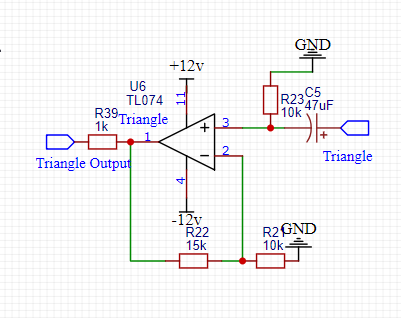 GND
+12v
U6
TL074
11
R23
10k
C5
47uF
R39
1k
Triangle
1
+
3
+
Triangle
Triangle Output
−
2
4
-12v
R22
15k
R21
10k
GND